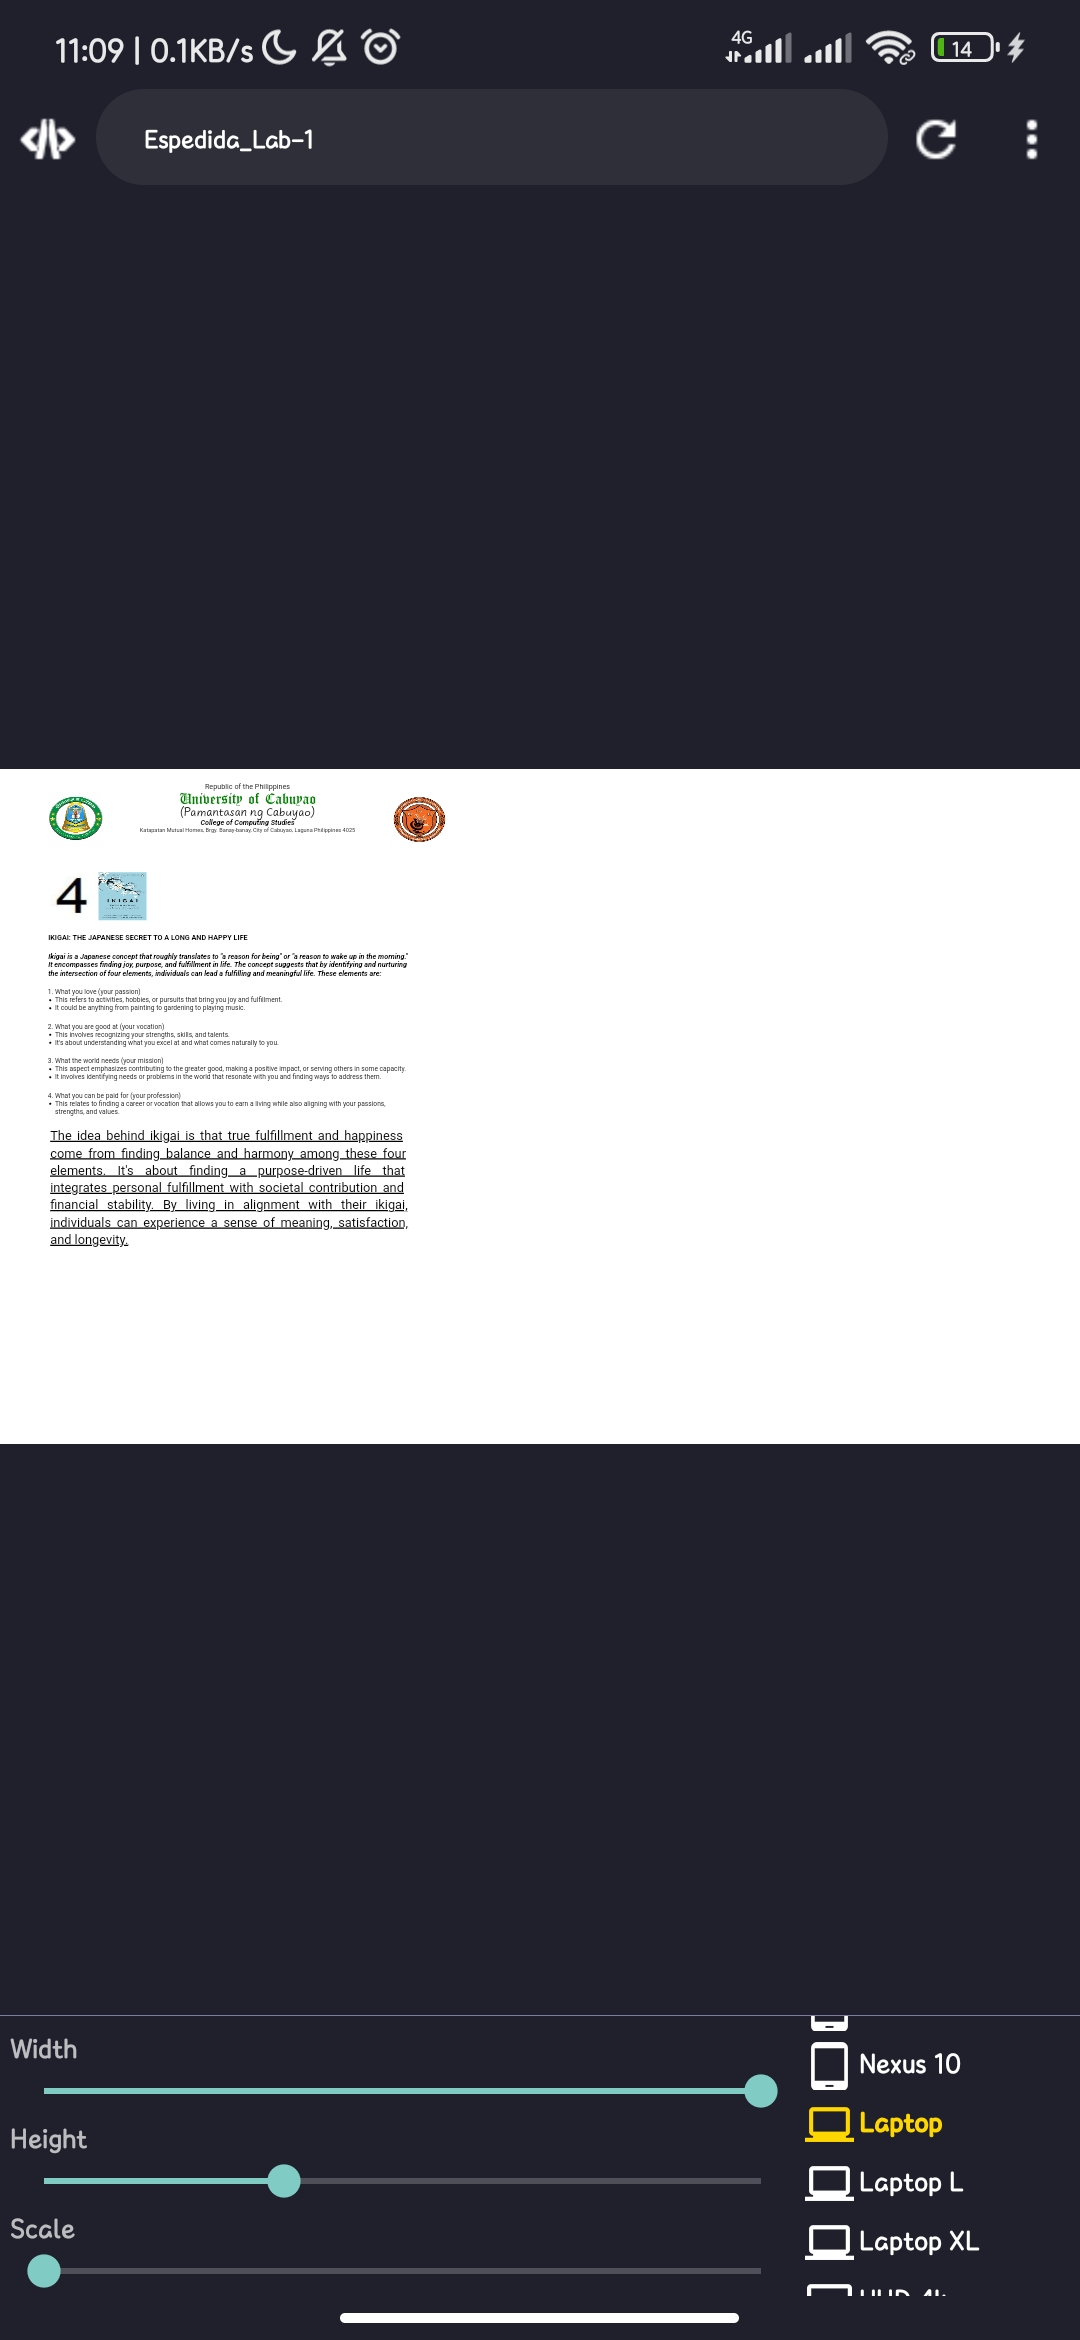 11:09 | 0.1KB/s
4G
14
Espedida_Lab-1
Republic of the Philippines
University of Cabuyao
(Pamantasan ng Cabuyao)
College of Computing Studies
Katapatan Mutual Homes, Brgy. Banay-banay, City of Cabuyao, Laguna Philippines 4025
4
IKIGAI
IKIGAI: THE JAPANESE SECRET TO A LONG AND HAPPY LIFE
Ikigai is a Japanese concept that roughly translates to "a reason for being" or "a reason to wake up in the morning."
It encompasses finding joy, purpose, and fulfillment in life. The concept suggests that by identifying and nurturing
the intersection of four elements, individuals can lead a fulfilling and meaningful life. These elements are:
1. What you love (your passion)
• This refers to activities, hobbies, or pursuits that bring you joy and fulfillment.
• It could be anything from painting to gardening to playing music.
2. What you are good at (your vocation)
• This involves recognizing your strengths, skills, and talents.
• It's about understanding what you excel at and what comes naturally to you.
3. What the world needs (your mission)
• This aspect emphasizes contributing to the greater good, making a positive impact, or serving others in some capacity.
• It involves identifying needs or problems in the world that resonate with you and finding ways to address them.
4. What you can be paid for (your profession)
• This relates to finding a career or vocation that allows you to earn a living while also aligning with your passions,
strengths, and values.
The idea behind ikigai is that true fulfillment and happiness
come from finding balance and harmony among these four
elements. It's about finding a purpose-driven life that
integrates personal fulfillment with societal contribution and
financial stability. By living in alignment with their ikigai,
individuals can experience a sense of meaning, satisfaction,
and longevity.
Width
Height
Scale
Nexus 10
Laptop
Laptop L
Laptop XL